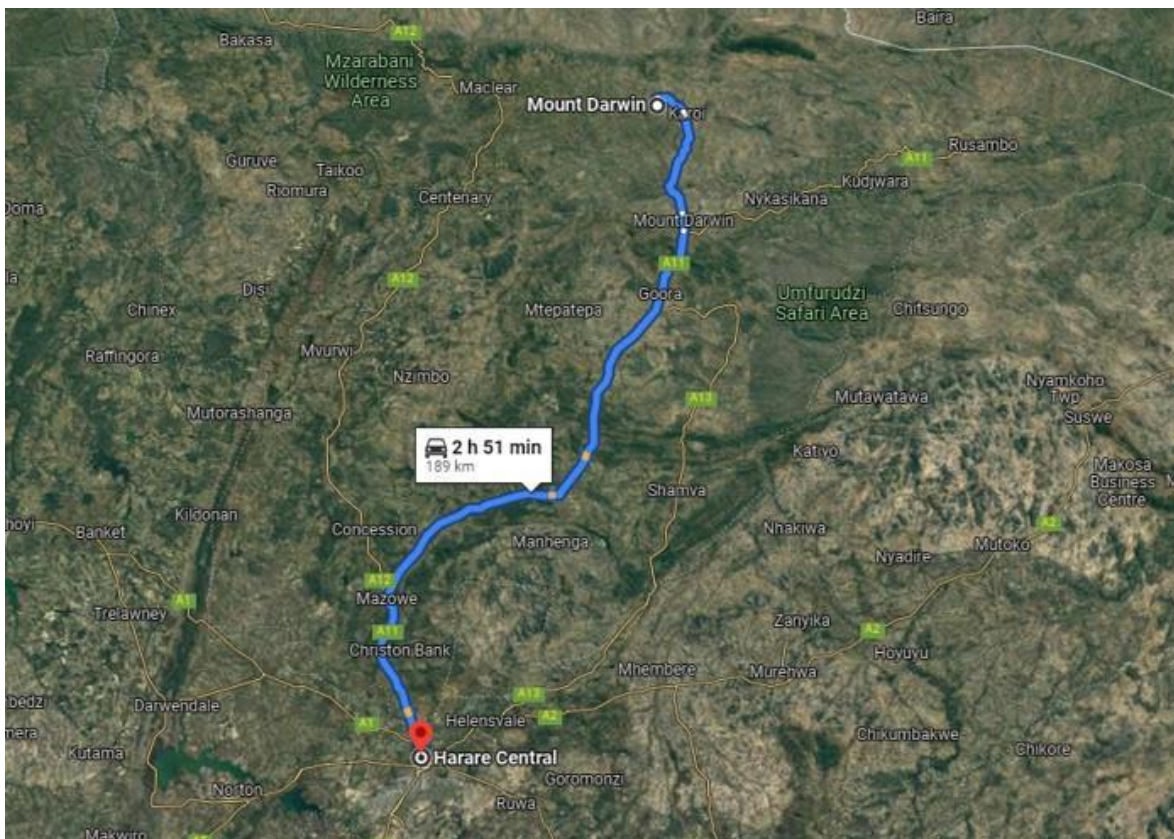 Baira
A12
Bakasa
Mzarabani
Wilderness
Area
Maclear
Mount Darwin
Karoi
Guruve
Taikoo
Riomura
Centenary
Rusambo
A11
Kudjwara
Nykasikana
Doma
Mount Darwin
A11
A12
Disi
Goora
Umfurudzi
Safari Area
Chitsungo
Chinex
Mtepatepa
Mvurwi
Raffingora
Nzimbo
Nyamkoho
Twp
Suswe
A13
Mutawatawa
Mutorashanga
2 h 51 min
189 km
Kativo
Makosa
Business
Centre
Shamva
Kildonan
Concession
Banket
Manhenga
Nhakiwa
A2
Mutoko
Nyadire
A12
Mazowe
A1
Trelawney
A11
Christon Bank
Zanyika
A2
Hoyuyu
Mhembere
Murehwa
Darwendale
A13
A1
Helensvale
A2
Chikumbakwe
Chikore
Kutama
Harare Central
Goromonzi
Norton
Ruwa
Makwiro